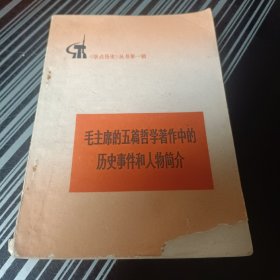 《学点历史》丛书第一辑
毛主席的五篇哲学著作中的
历史事件和人物简介